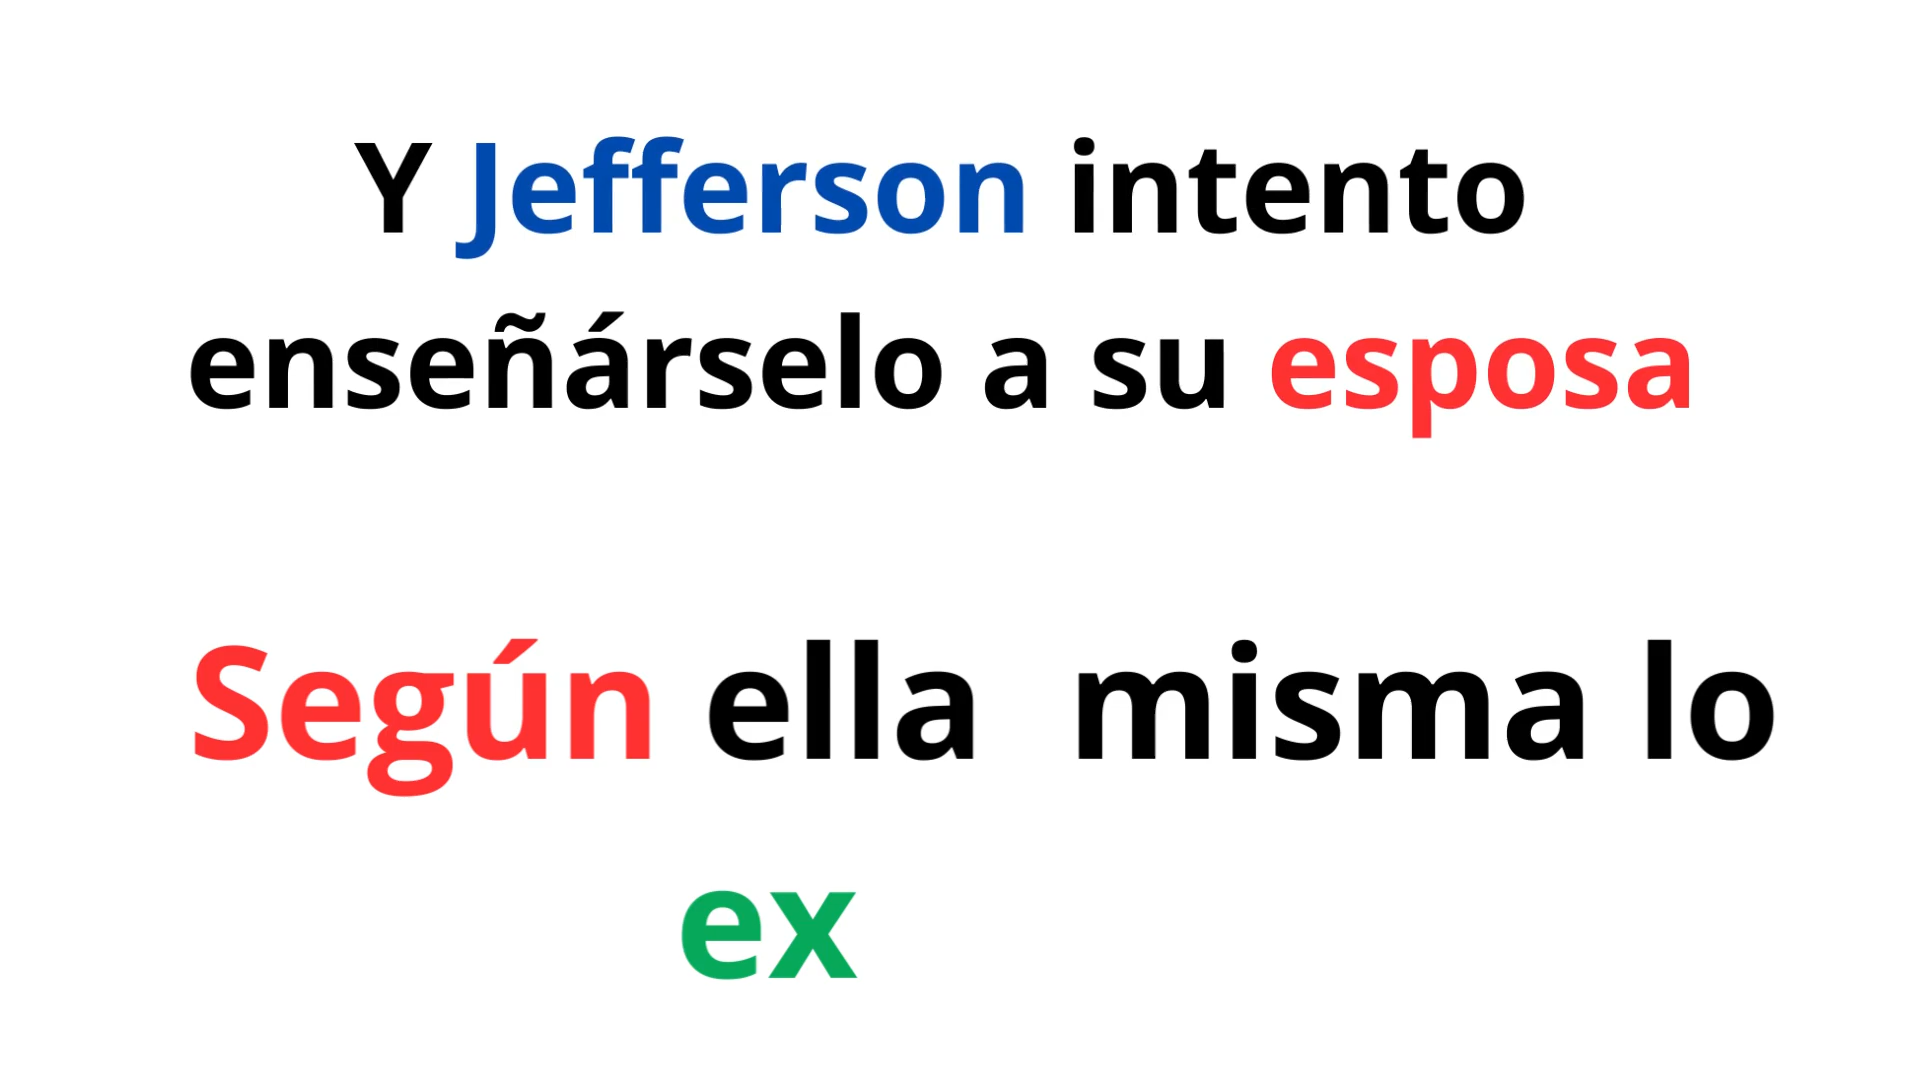 Y Jefferson intento
enseñárselo a su esposa
Según ella misma lo
ex